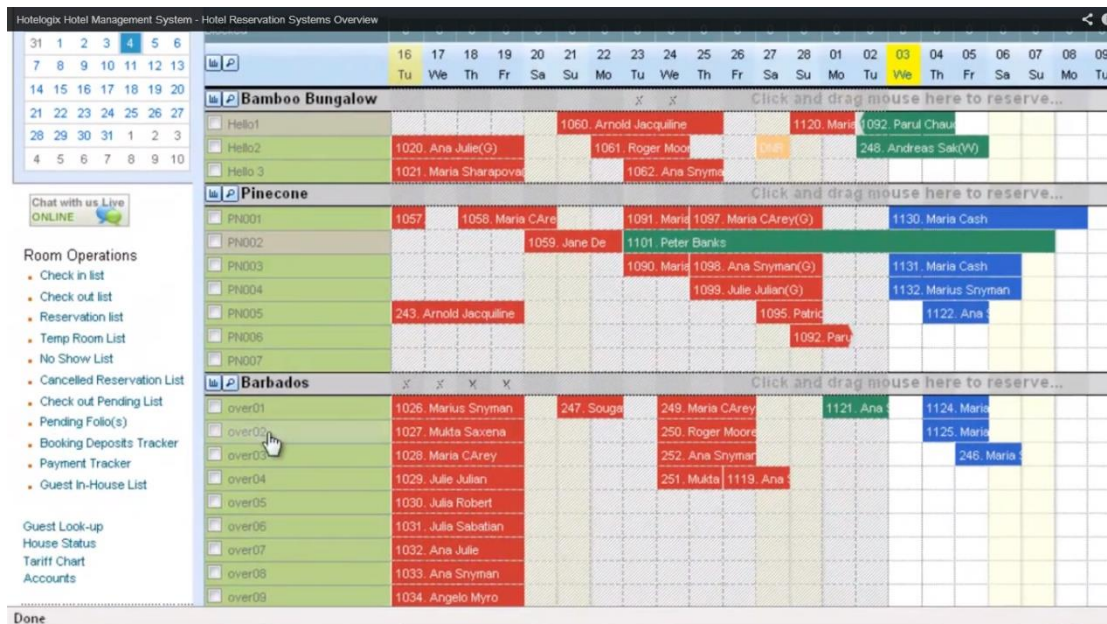 Hotelogix Hotel Management System - Hotel Reservation Systems Overview
31 1 2 3 4 5 6
7 8 9 10 11 12 13
14 15 16 17 18 19 20
21 22 23 24 25 26 27
28 29 30 31 1 2 3
4 5 6 7 8 9 10
Chat with us Live
ONLINE
Room Operations
Check in list
Check out list
Reservation list
Temp Room List
No Show List
Cancelled Reservation List
Check out Pending List
Pending Folio(s)
Booking Deposits Tracker
Payment Tracker
Guest In-House List
Guest Look-up
House Status
Tariff Chart
Accounts
16 17 18 19 20 21 22 23 24 25 26 27 28 01 02 03 04 05 06 07 08 09
Tu We Th Fr Sa Su Mo Tu We Th Fr Sa Su Mo Tu We Th Fr Sa Su Mo Tu
Bamboo Bungalow x x Click and drag mouse here to reserve...
Hello1 1060. Arnold Jacquiline 1120. Maria 1092. Parul Chau
Hello2 1020. Ana Julie(G) 1061. Roger Moor DNR 248. Andreas Sak(W)
Hello 3 1021. Maria Sharapova 1062. Ana Snyma
Pinecone Click and drag mouse here to reserve...
PN001 1057. 1058. Maria CAre 1091. Maria 1097. Maria CArey(G) 1130. Maria Cash
PN002 1059. Jane De 1101. Peter Banks
PN003 1090. Maria 1098. Ana Snyman(G) 1131. Maria Cash
PN004 1099. Julie Julian(G) 1132. Marius Snyman
PN005 243. Arnold Jacquiline 1095. Patric 1122. Ana
PN006 1092. Paru
PN007
Barbados x x x x Click and drag mouse here to reserve...
over01 1026. Marius Snyman 247. Souga 249. Maria CArey 1121. Ana 1124. Maria
over02 1027. Mukta Saxena 250. Roger Moore 1125. Maria
over03 1028. Maria CArey 252. Ana Snyman 246. Maria
over04 1029. Julie Julian 251. Mukta 1119. Ana
over05 1030. Julia Robert
over06 1031. Julia Sabatian
over07 1032. Ana Julie
over08 1033. Ana Snyman
over09 1034. Angelo Myro
Done